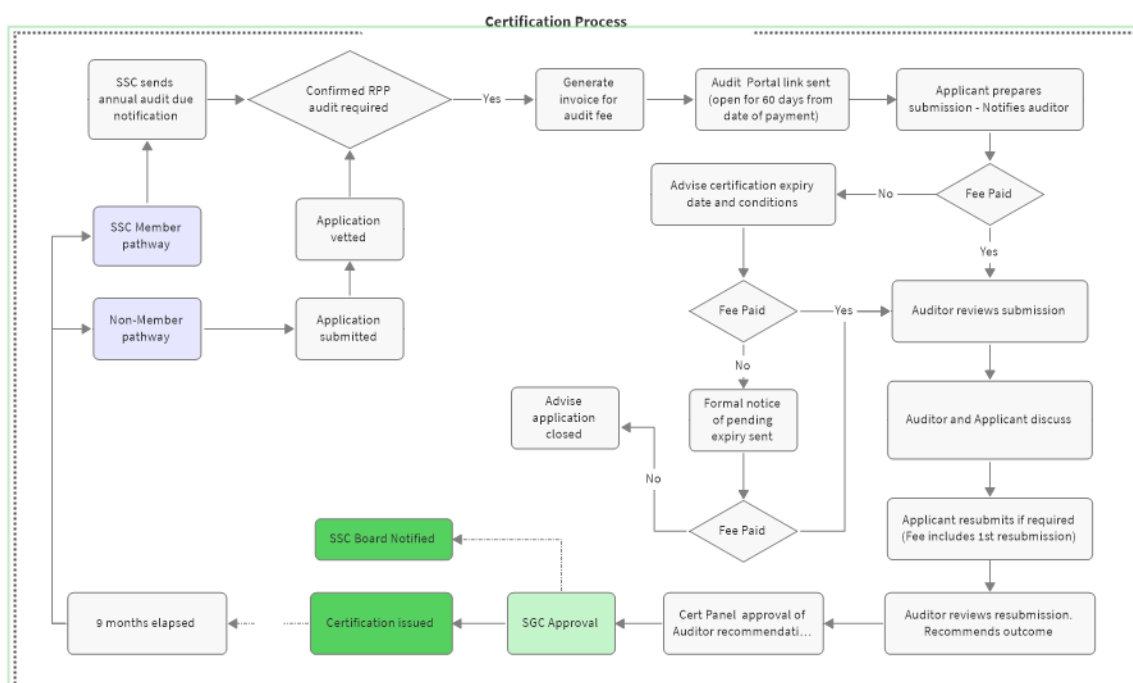 Certification Process
SSC sends
annual audit due
notification
Confirmed RPP
audit required
Yes
Generate
invoice for
audit fee
Audit Portal link sent
(open for 60 days from
date of payment)
Applicant prepares
submission - Notifies auditor
Advise certification expiry
date and conditions
No
Fee Paid
SSC Member
pathway
Application
vetted
Yes
Non-Member
pathway
Application
submitted
Fee Paid
Yes
Auditor reviews submission
No
Advise
application
closed
Formal notice
of pending
expiry sent
Auditor and Applicant discuss
No
Fee Paid
Applicant resubmits if required
(Fee includes 1st resubmission)
SSC Board Notified
9 months elapsed
Certification issued
SGC Approval
Cert Panel approval of
Auditor recommendati...
Auditor reviews resubmission.
Recommends outcome